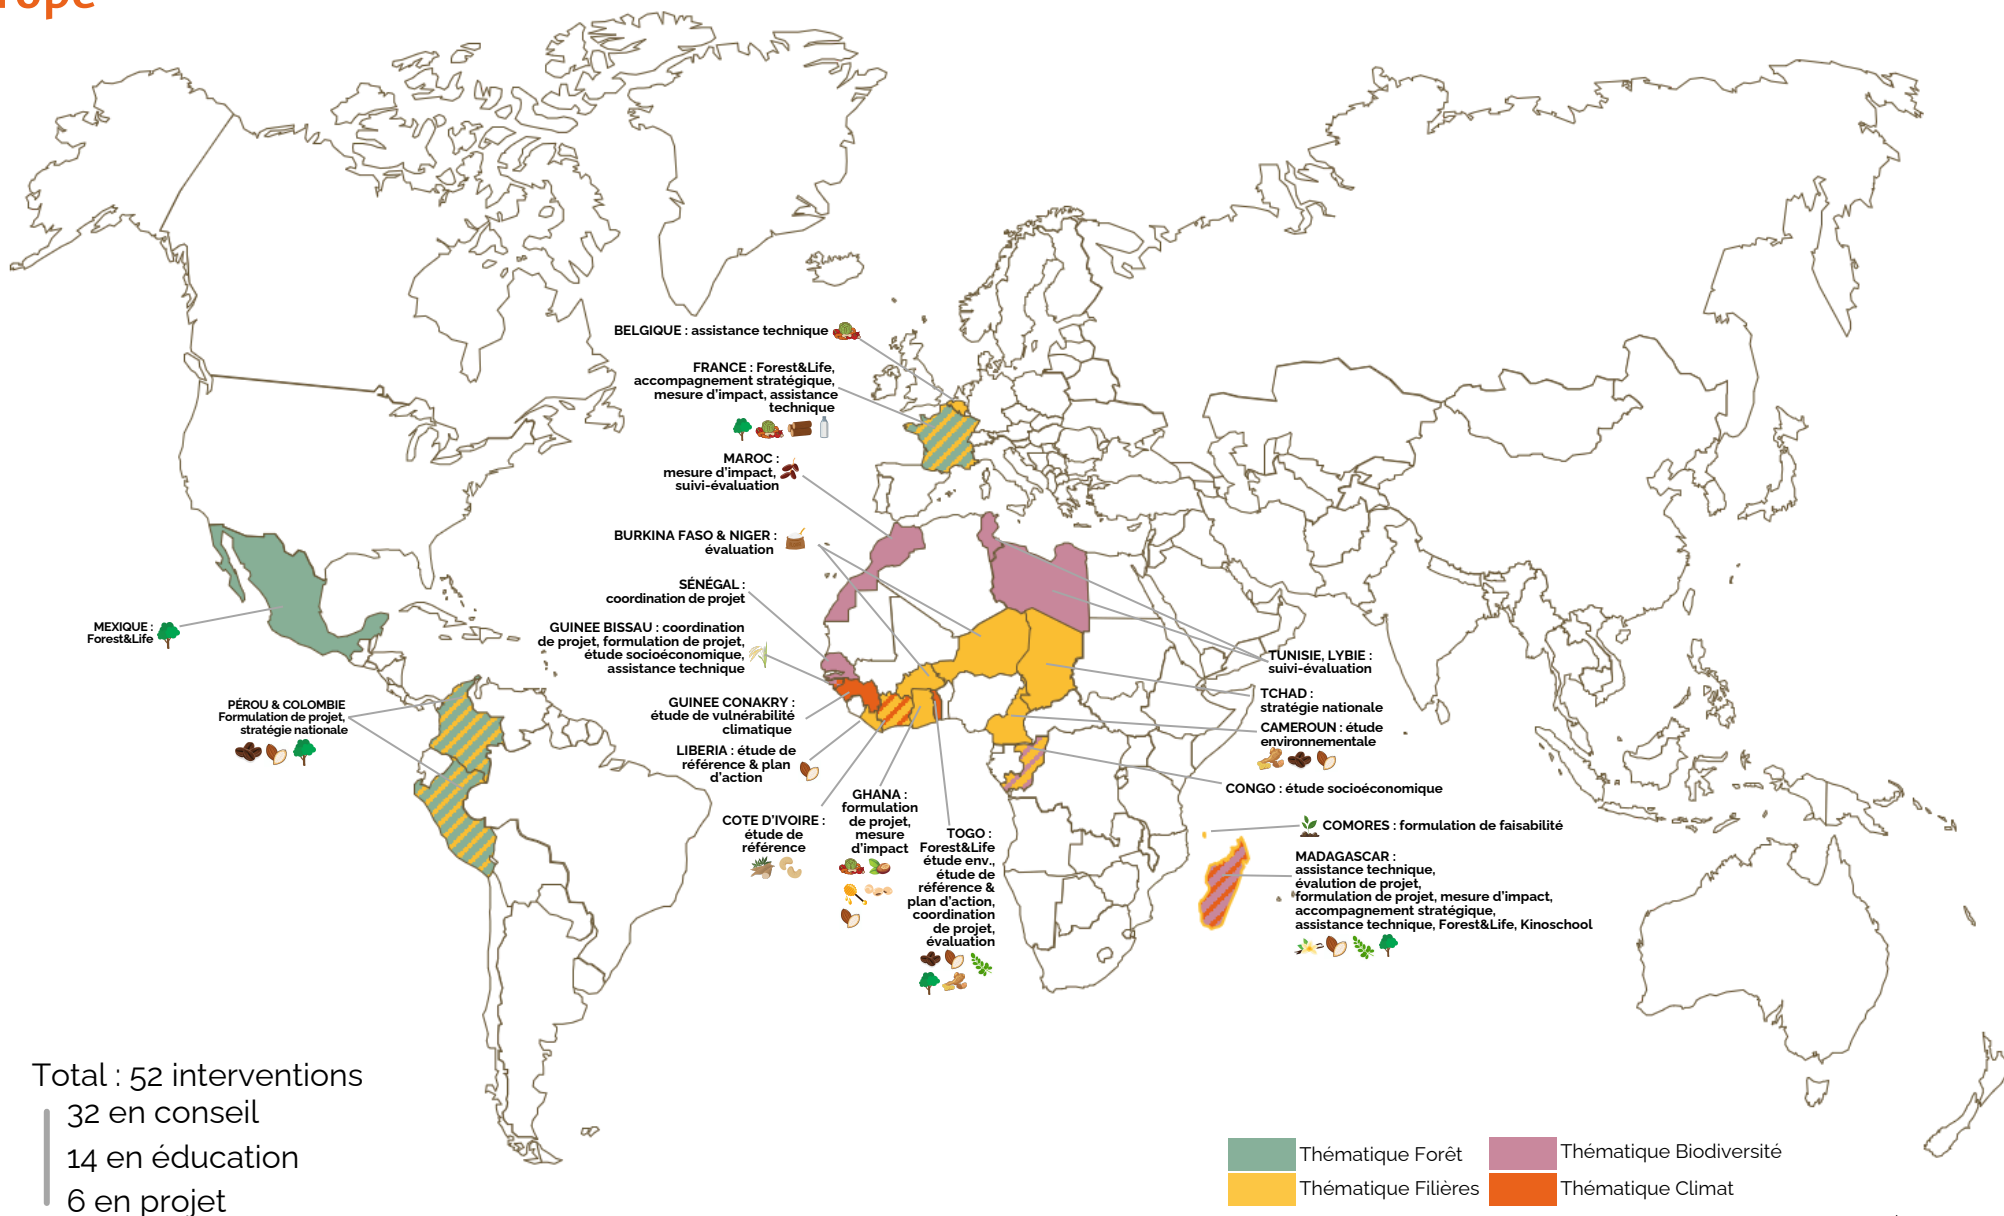 BELGIQUE : assistance technique
FRANCE : Forest&Life,
accompagnement stratégique,
mesure d'impact, assistance
technique
MAROC :
mesure d'impact,
suivi-évaluation
BURKINA FASO & NIGER :
évaluation
SÉNÉGAL :
coordination de projet
GUINEE BISSAU : coordination
de projet, formulation de projet,
étude socioéconomique,
assistance technique
MEXIQUE :
Forest&Life
PÉROU & COLOMBIE
Formulation de projet,
stratégie nationale
GUINEE CONAKRY :
étude de vulnérabilité
climatique
LIBERIA : étude de
référence & plan
d'action
COTE D'IVOIRE :
étude de
référence
GHANA :
formulation
de projet,
mesure
d'impact
TOGO :
Forest&Life
étude env.,
étude de
référence &
plan d'action,
coordination
de projet,
évaluation
TUNISIE, LYBIE :
suivi-évaluation
TCHAD :
stratégie nationale
CAMEROUN : étude
environnementale
CONGO : étude socioéconomique
COMORES : formulation de faisabilité
MADAGASCAR :
assistance technique,
évalution de projet,
formulation de projet, mesure d'impact,
accompagnement stratégique,
assistance technique, Forest&Life, Kinoschool
Total : 52 interventions
32 en conseil
14 en éducation
6 en projet
Thématique Forêt
Thématique Biodiversité
Thématique Filières
Thématique Climat